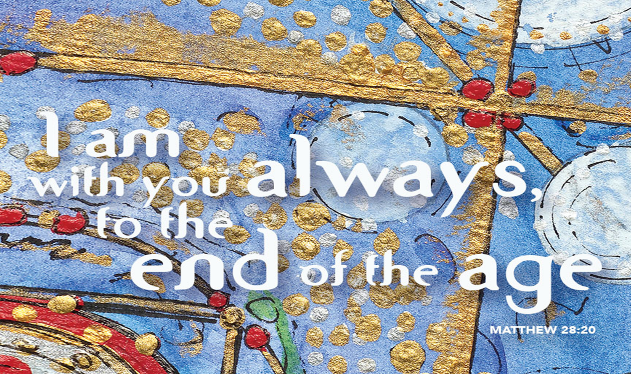 I am
with you always,
to the
end of the age
MATTHEW 28:20